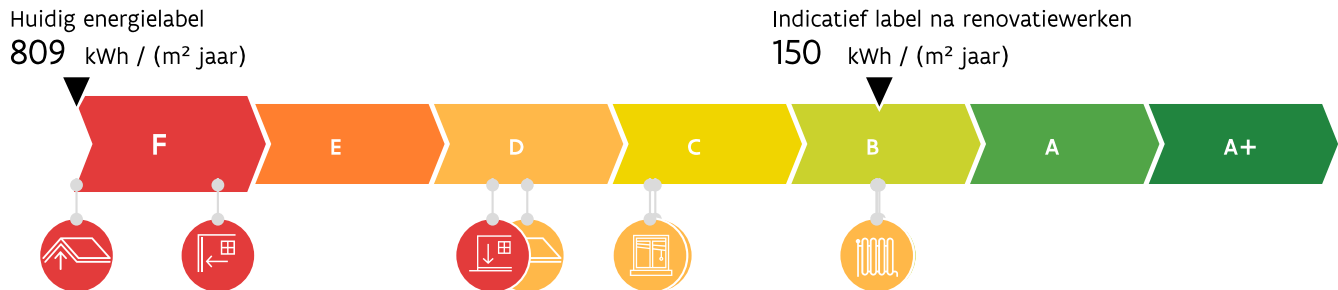 Huidig energielabel
809 kWh / (m² jaar)
Indicatief label na renovatiewerken
150 kWh / (m² jaar)
F E D C B A A+